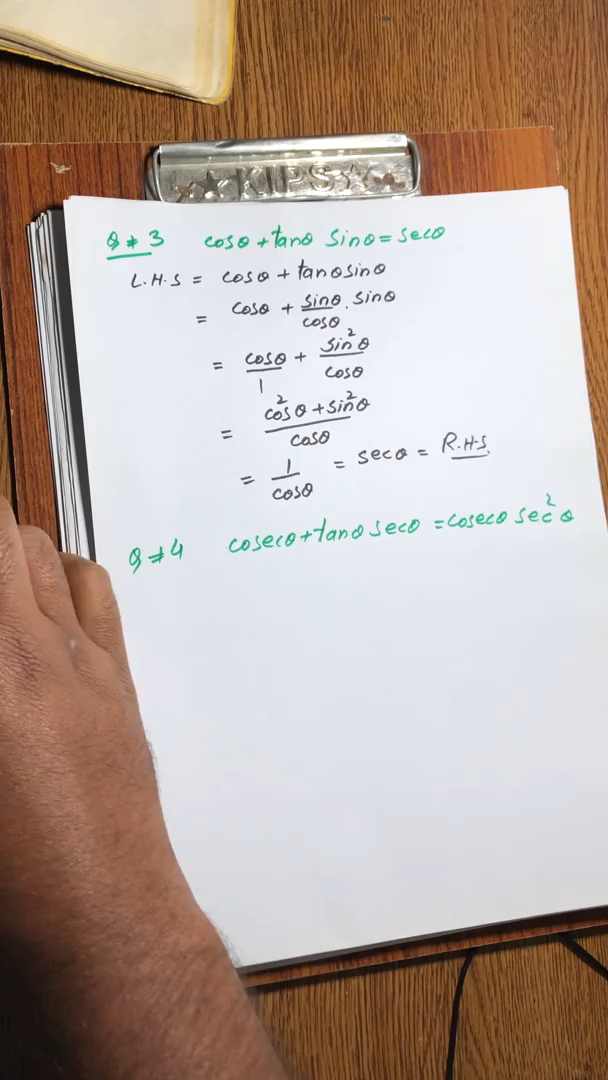 KIPS
Q # 3 cosθ + tanθ sinθ = secθ
L.H.S = cosθ + tanθ sinθ
= cosθ + sinθ/cosθ . sinθ
= cosθ/1 + sin²θ/cosθ
= cos²θ + sin²θ/cosθ
= 1/cosθ = secθ = R.H.S.
Q # 4 cosecθ + tanθ secθ = cosecθ sec²θ